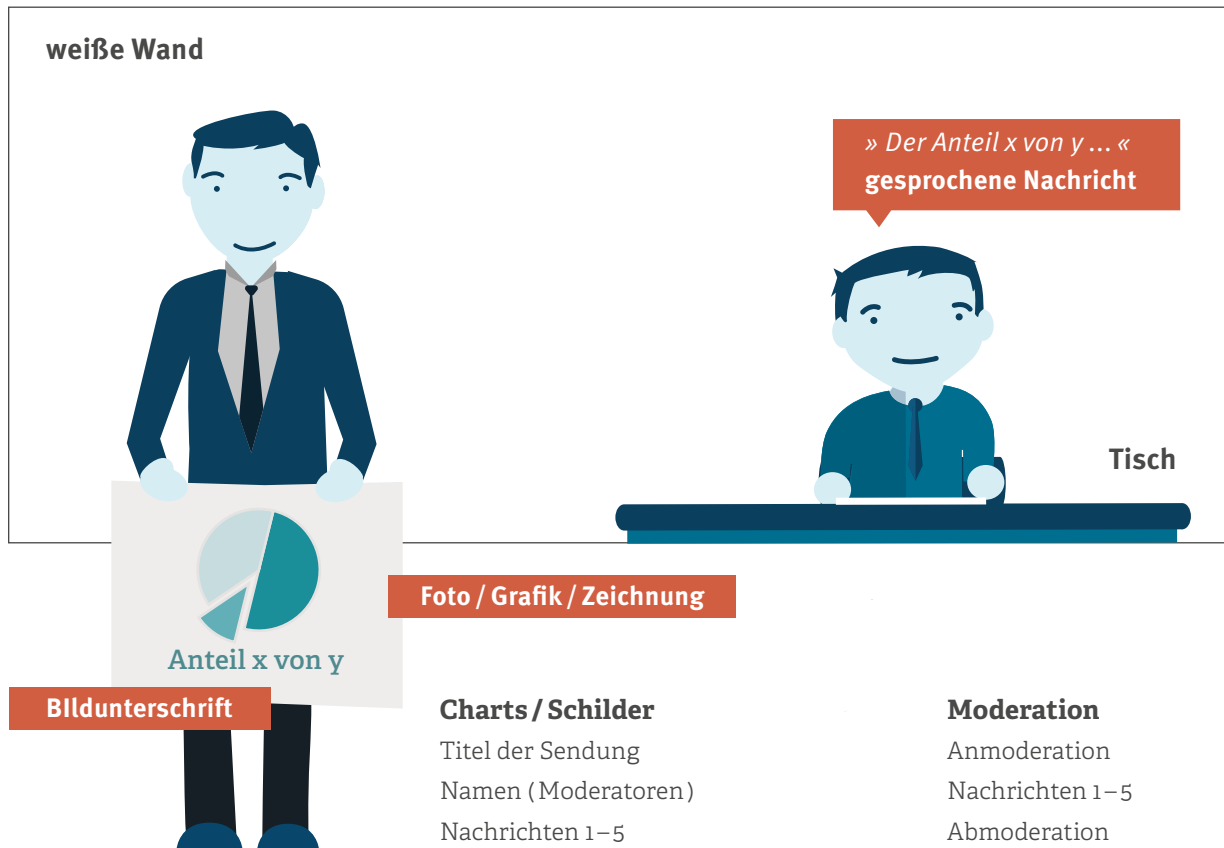 weiße Wand
» Der Anteil x von y ... «
gesprochene Nachricht
Tisch
Foto / Grafik / Zeichnung
Anteil x von y
BIldunterschrift
Charts / Schilder
Titel der Sendung
Namen ( Moderatoren )
Nachrichten 1–5
Moderation
Anmoderation
Nachrichten 1–5
Abmoderation